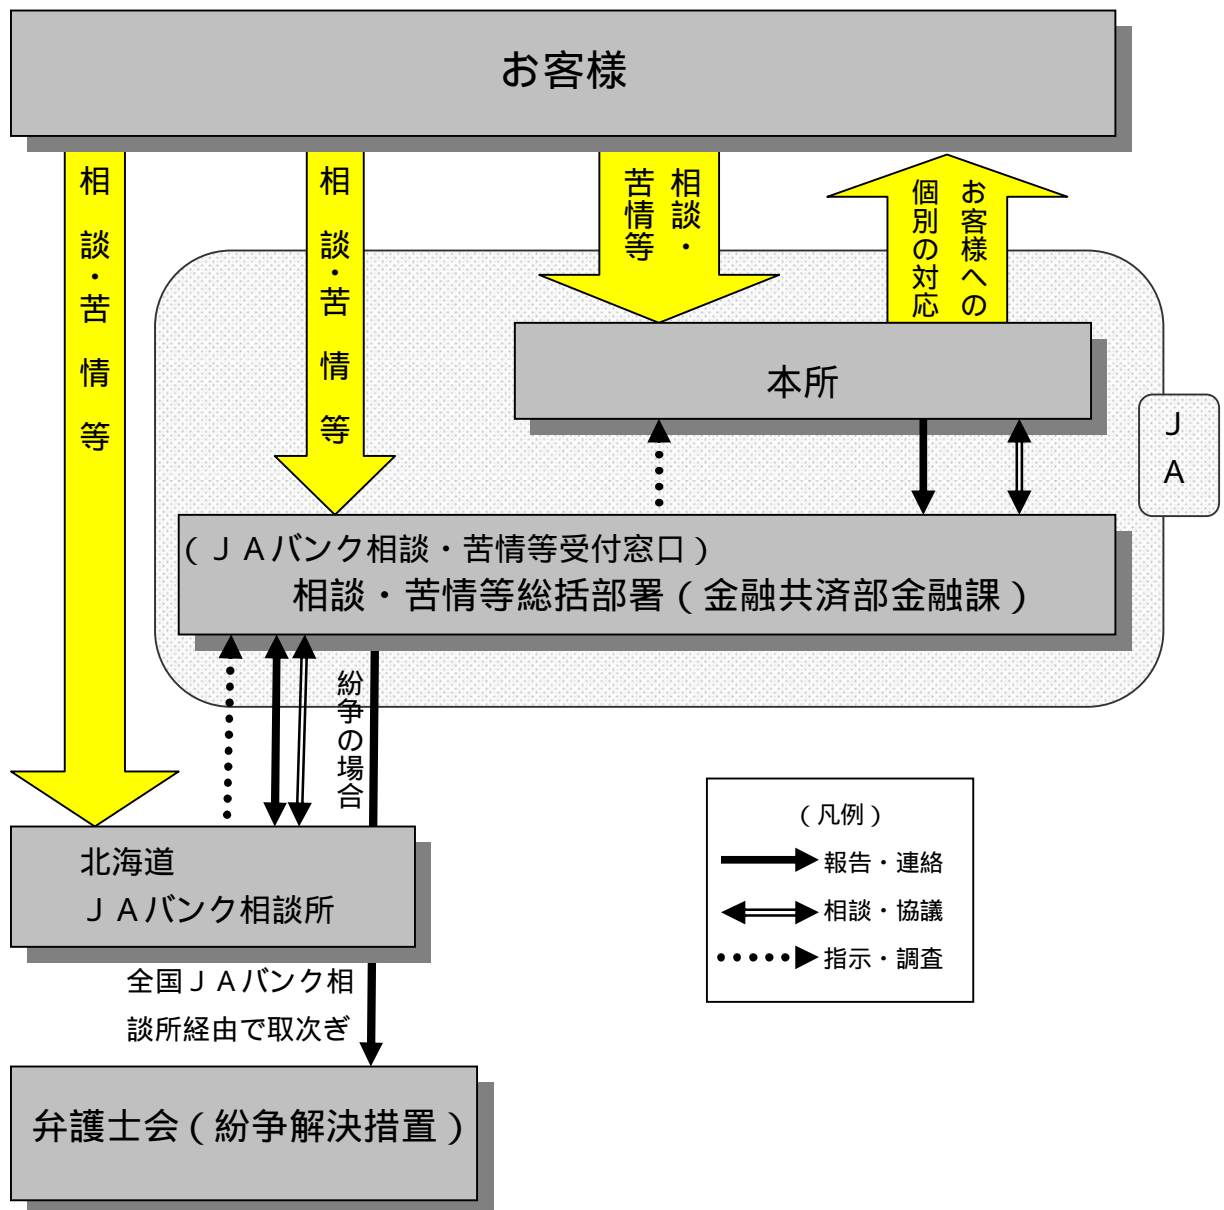 お客様
相談・苦情等
相談・苦情等
相談・
苦情等
お客様への
個別の対応
本所
ＪＡ
（ＪＡバンク相談・苦情等受付窓口）
相談・苦情等総括部署（金融共済部金融課）
紛争の場合
（凡例）
報告・連絡
相談・協議
指示・調査
北海道
ＪＡバンク相談所
全国ＪＡバンク相
談所経由で取次ぎ
弁護士会（紛争解決措置）